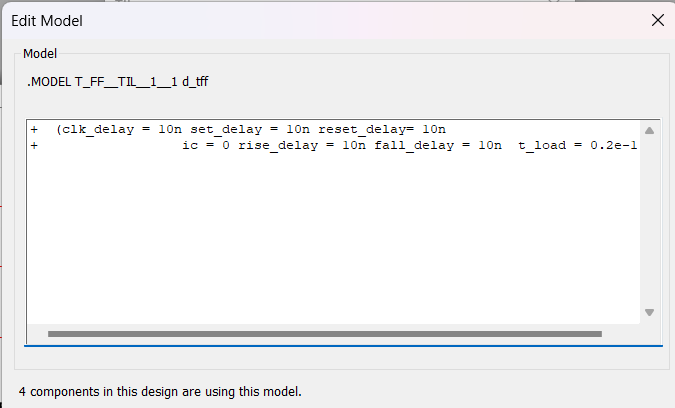 Edit Model
Model
.MODEL T_FF__TIL__1__1 d_tff
+  (clk_delay = 10n set_delay = 10n reset_delay= 10n
+                  ic = 0 rise_delay = 10n fall_delay = 10n  t_load = 0.2e-1
4 components in this design are using this model.